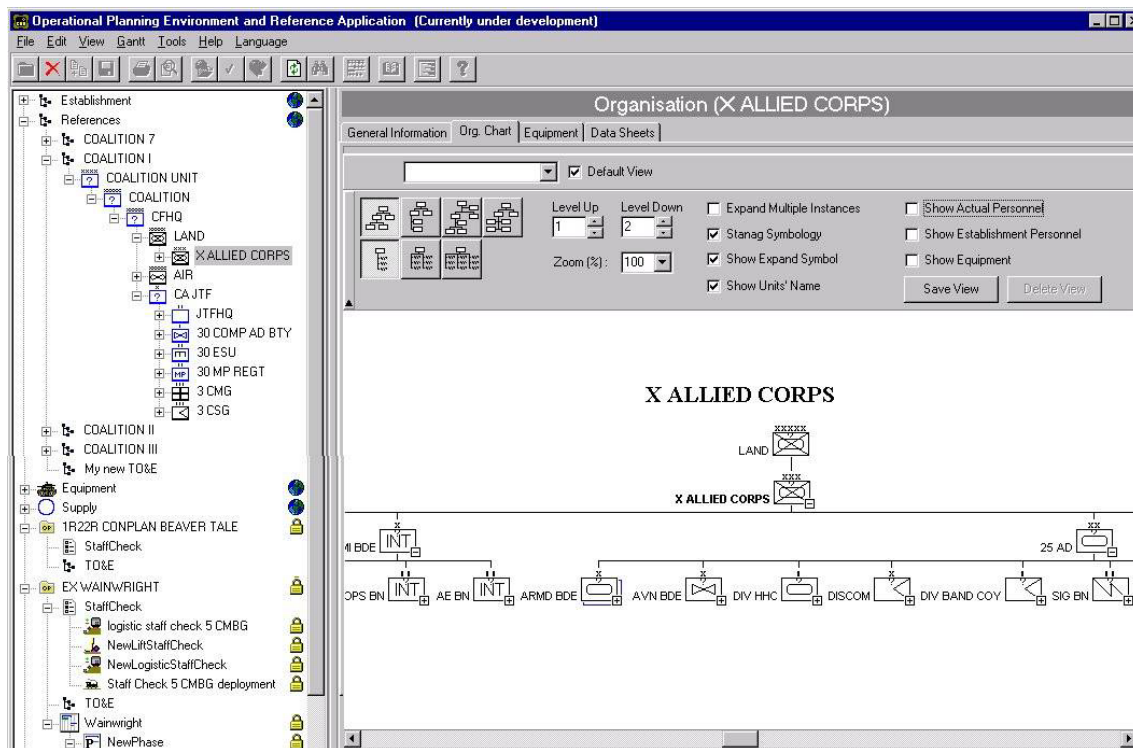 Operational Planning Environment and Reference Application (Currently under development)
File Edit View Gantt Tools Help Language
Establishment
References
COALITION 7
COALITION I
COALITION UNIT
COALITION
CFHQ
LAND
X ALLIED CORPS
AIR
CA JTF
JTFHQ
30 COMP AD BTY
30 ESU
MP 30 MP REGT
3 CMG
3 CSG
COALITION II
COALITION III
My new TO&E
Equipment
Supply
OP 1R22R CONPLAN BEAVER TALE
StaffCheck
TO&E
OP EX WAINWRIGHT
StaffCheck
logistic staff check 5 CMBG
NewLiftStaffCheck
NewLogisticStaffCheck
Staff Check 5 CMBG deployment
TO&E
Wainwright
P NewPhase
Organisation (X ALLIED CORPS)
General Information Org. Chart Equipment Data Sheets
Default View
Level Up Level Down
1 2
Zoom (%) : 100
Expand Multiple Instances
Stanag Symbology
Show Expand Symbol
Show Units' Name
Show Actual Personnel
Show Establishment Personnel
Show Equipment
Save View Delete View
X ALLIED CORPS
XXXXX
LAND
XXX
X ALLIED CORPS
X XX
MI BDE INT 25 AD
OPS BN INT AE BN INT ARMD BDE AVN BDE DIV HHC DISCOM DIV BAND COY SIG BN